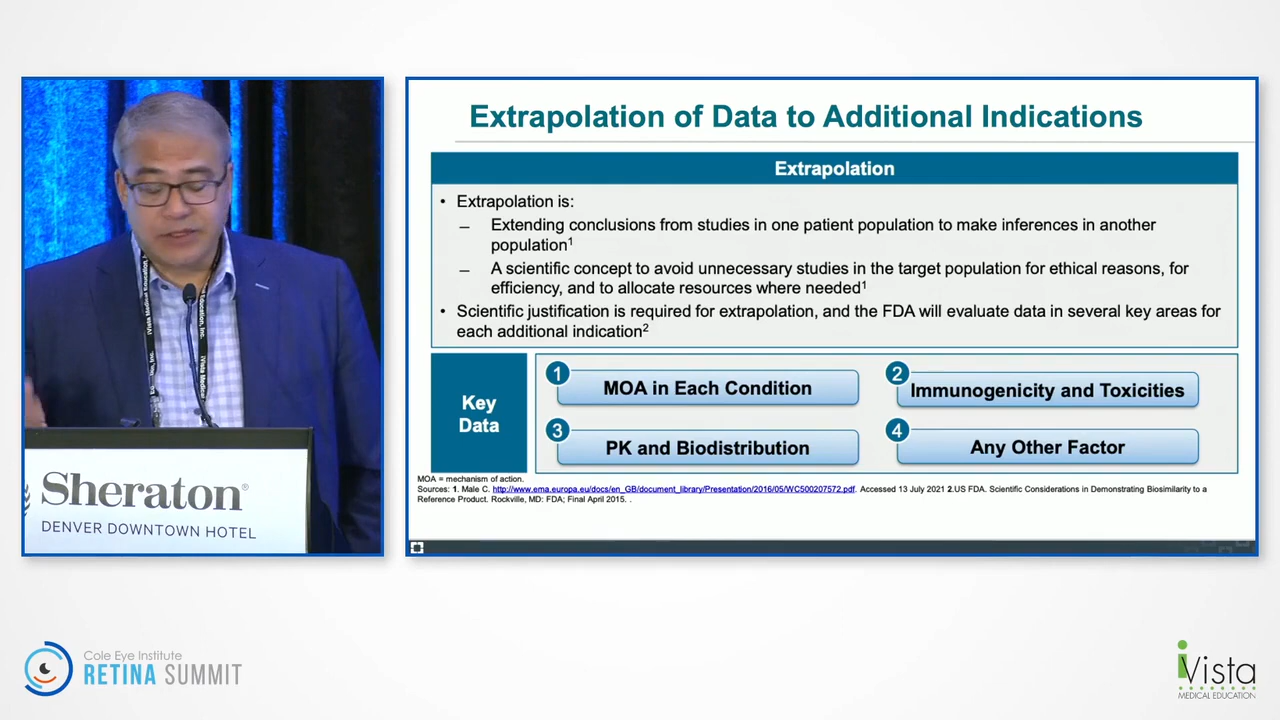 Extrapolation of Data to Additional Indications
Extrapolation
• Extrapolation is:
– Extending conclusions from studies in one patient population to make inferences in another
population1
– A scientific concept to avoid unnecessary studies in the target population for ethical reasons, for
efficiency, and to allocate resources where needed1
• Scientific justification is required for extrapolation, and the FDA will evaluate data in several key areas for
each additional indication2
Key
Data
1
MOA in Each Condition
2
Immunogenicity and Toxicities
3
PK and Biodistribution
4
Any Other Factor
MOA = mechanism of action.
Sources: 1. Male C. http://www.ema.europa.eu/docs/en_GB/document_library/Presentation/2016/05/WC500207572.pdf. Accessed 13 July 2021 2.US FDA. Scientific Considerations in Demonstrating Biosimilarity to a
Reference Product. Rockville, MD: FDA; Final April 2015. .
Sheraton®
DENVER DOWNTOWN HOTEL
Cole Eye Institute
RETINA SUMMIT
iVista
MEDICAL EDUCATION